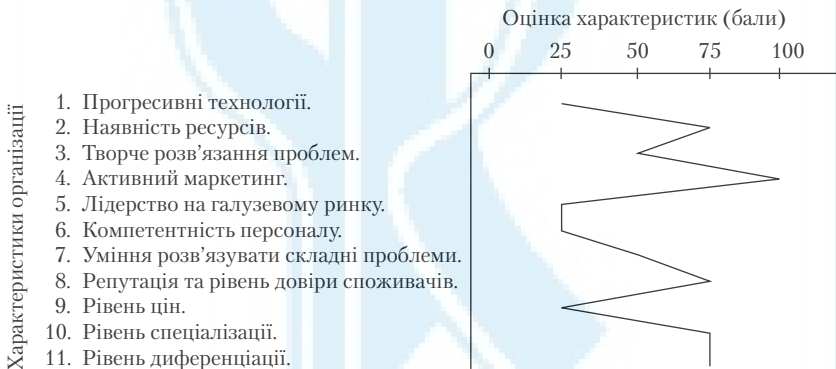 Оцінка характеристик (бали)
0 25 50 75 100
Характеристики організації
1. Прогресивні технології.
2. Наявність ресурсів.
3. Творче розв'язання проблем.
4. Активний маркетинг.
5. Лідерство на галузевому ринку.
6. Компетентність персоналу.
7. Уміння розв'язувати складні проблеми.
8. Репутація та рівень довіри споживачів.
9. Рівень цін.
10. Рівень спеціалізації.
11. Рівень диференціації.